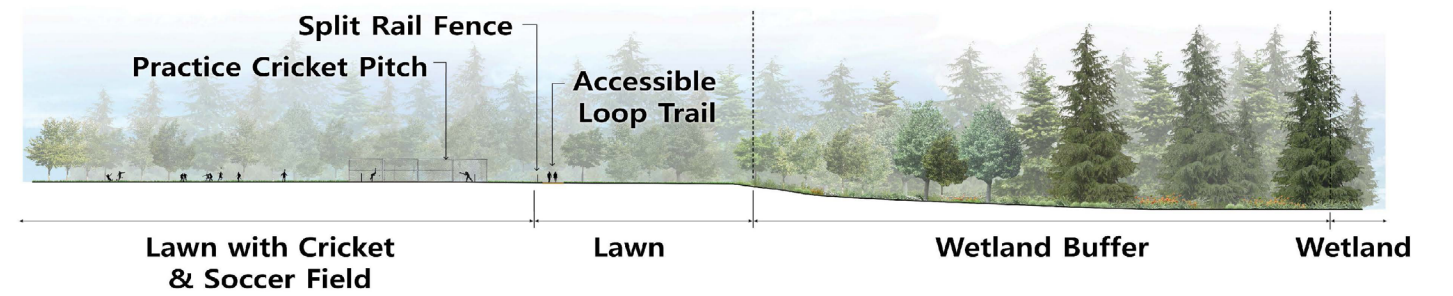 Split Rail Fence
Practice Cricket Pitch
Accessible
Loop Trail
Lawn with Cricket
& Soccer Field
Lawn
Wetland Buffer
Wetland